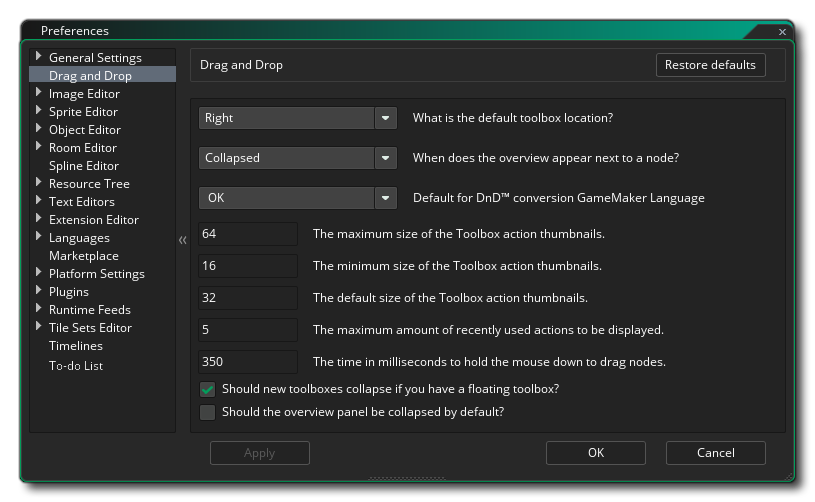 Preferences
General Settings
Drag and Drop
Image Editor
Sprite Editor
Object Editor
Room Editor
Spline Editor
Resource Tree
Text Editors
Extension Editor
Languages
Marketplace
Platform Settings
Plugins
Runtime Feeds
Tile Sets Editor
Timelines
To-do List
Drag and Drop
Restore defaults
Right What is the default toolbox location?
Collapsed When does the overview appear next to a node?
OK Default for DnD™ conversion GameMaker Language
64 The maximum size of the Toolbox action thumbnails.
16 The minimum size of the Toolbox action thumbnails.
32 The default size of the Toolbox action thumbnails.
5 The maximum amount of recently used actions to be displayed.
350 The time in milliseconds to hold the mouse down to drag nodes.
Should new toolboxes collapse if you have a floating toolbox?
Should the overview panel be collapsed by default?
Apply OK Cancel